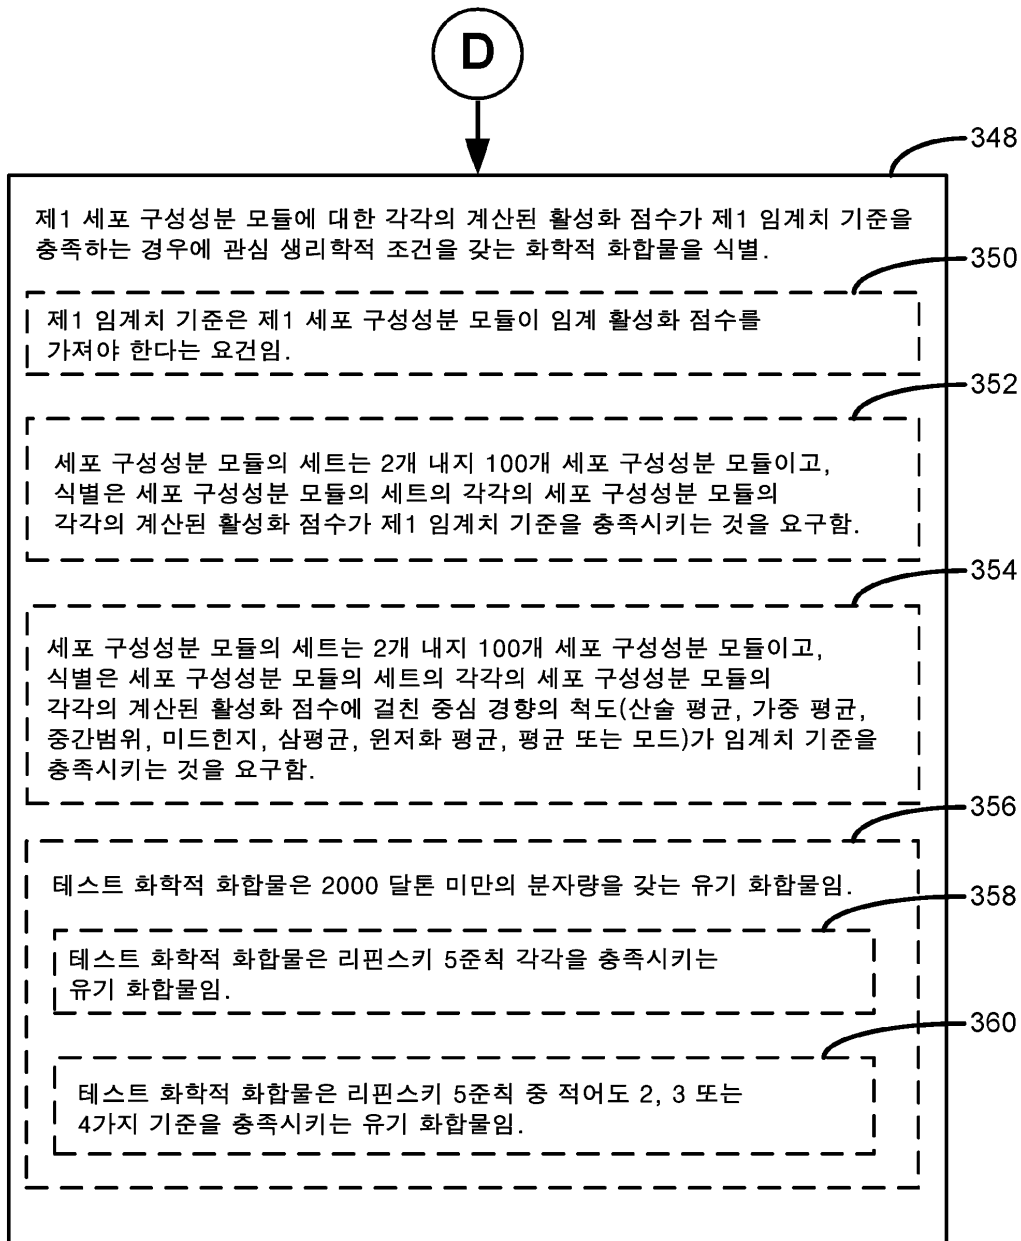 D
348
제1 세포 구성성분 모듈에 대한 각각의 계산된 활성화 점수가 제1 임계치 기준을
충족하는 경우에 관심 생리학적 조건을 갖는 화학적 화합물을 식별.
350
제1 임계치 기준은 제1 세포 구성성분 모듈이 임계 활성화 점수를
가져야 한다는 요건임.
352
세포 구성성분 모듈의 세트는 2개 내지 100개 세포 구성성분 모듈이고,
식별은 세포 구성성분 모듈의 세트의 각각의 세포 구성성분 모듈의
각각의 계산된 활성화 점수가 제1 임계치 기준을 충족시키는 것을 요구함.
354
세포 구성성분 모듈의 세트는 2개 내지 100개 세포 구성성분 모듈이고,
식별은 세포 구성성분 모듈의 세트의 각각의 세포 구성성분 모듈의
각각의 계산된 활성화 점수에 걸친 중심 경향의 척도(산술 평균, 가중 평균,
중간범위, 미드힌지, 삼평균, 윈저화 평균, 평균 또는 모드)가 임계치 기준을
충족시키는 것을 요구함.
356
테스트 화학적 화합물은 2000 달톤 미만의 분자량을 갖는 유기 화합물임.
358
테스트 화학적 화합물은 리핀스키 5준칙 각각을 충족시키는
유기 화합물임.
360
테스트 화학적 화합물은 리핀스키 5준칙 중 적어도 2, 3 또는
4가지 기준을 충족시키는 유기 화합물임.